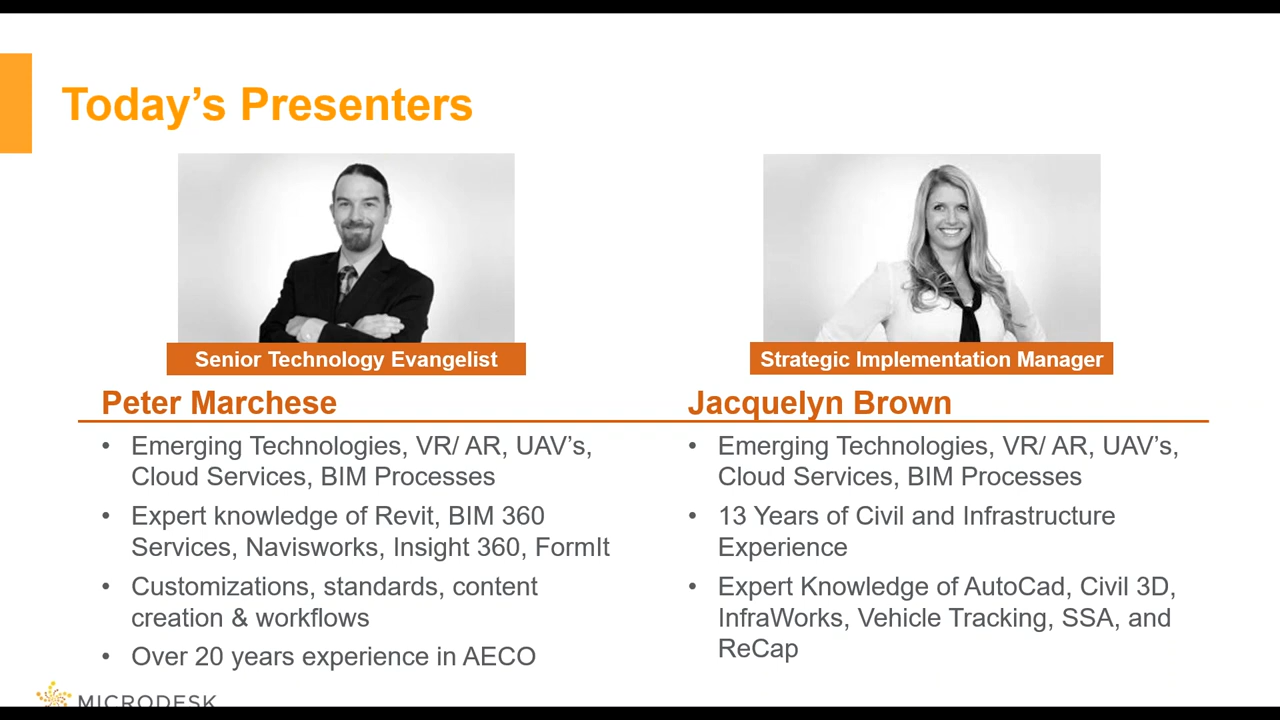 Today’s Presenters
Senior Technology Evangelist
Peter Marchese
• Emerging Technologies, VR/ AR, UAV’s,
Cloud Services, BIM Processes
• Expert knowledge of Revit, BIM 360
Services, Navisworks, Insight 360, FormIt
• Customizations, standards, content
creation & workflows
• Over 20 years experience in AECO
Strategic Implementation Manager
Jacquelyn Brown
• Emerging Technologies, VR/ AR, UAV’s,
Cloud Services, BIM Processes
• 13 Years of Civil and Infrastructure
Experience
• Expert Knowledge of AutoCad, Civil 3D,
InfraWorks, Vehicle Tracking, SSA, and
ReCap
MICRODESK